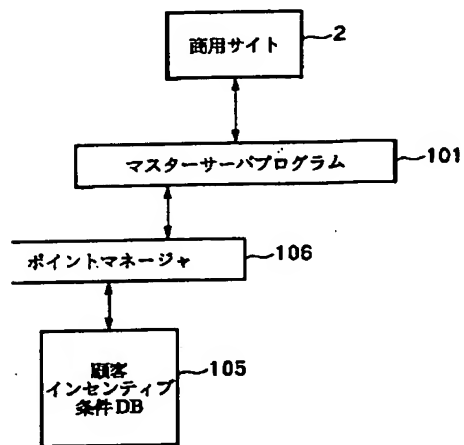 商用サイト
2
マスターサーバプログラム
101
ポイントマネージャ
106
顧客
インセンティブ
条件DB
105